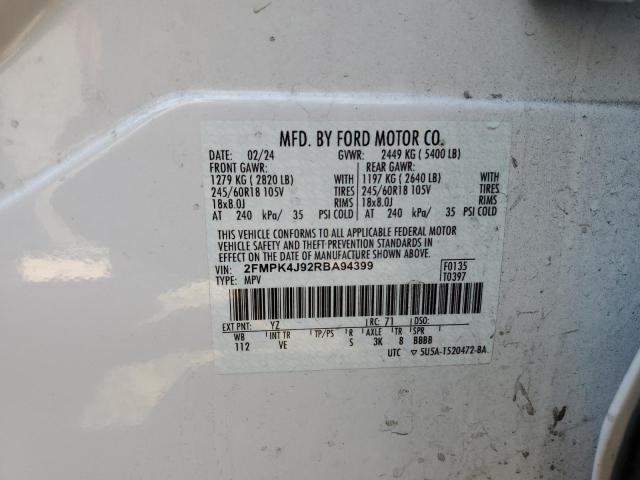 MFD. BY FORD MOTOR CO.
DATE: 02/24 GVWR: 2449 KG ( 5400 LB)
FRONT GAWR: REAR GAWR:
1279 KG ( 2820 LB) WITH 1197 KG ( 2640 LB) WITH
245/60R18 105V TIRES 245/60R18 105V TIRES
18x8.0J RIMS 18x8.0J RIMS
AT 240 kPa/ 35 PSI COLD AT 240 kPa/ 35 PSI COLD
THIS VEHICLE CONFORMS TO ALL APPLICABLE FEDERAL MOTOR
VEHICLE SAFETY AND THEFT PREVENTION STANDARDS IN
EFFECT ON THE DATE OF MANUFACTURE SHOWN ABOVE.
VIN: 2FMPK4J92RBA94399 F0135
TYPE: MPV T0397
EXT PNT: YZ RC: 71 DSO:
WB INT TR TP/PS R AXLE TR SPR
112 VE S 3K 8 BBBB
UTC ▽ 5U5A-1520472-BA